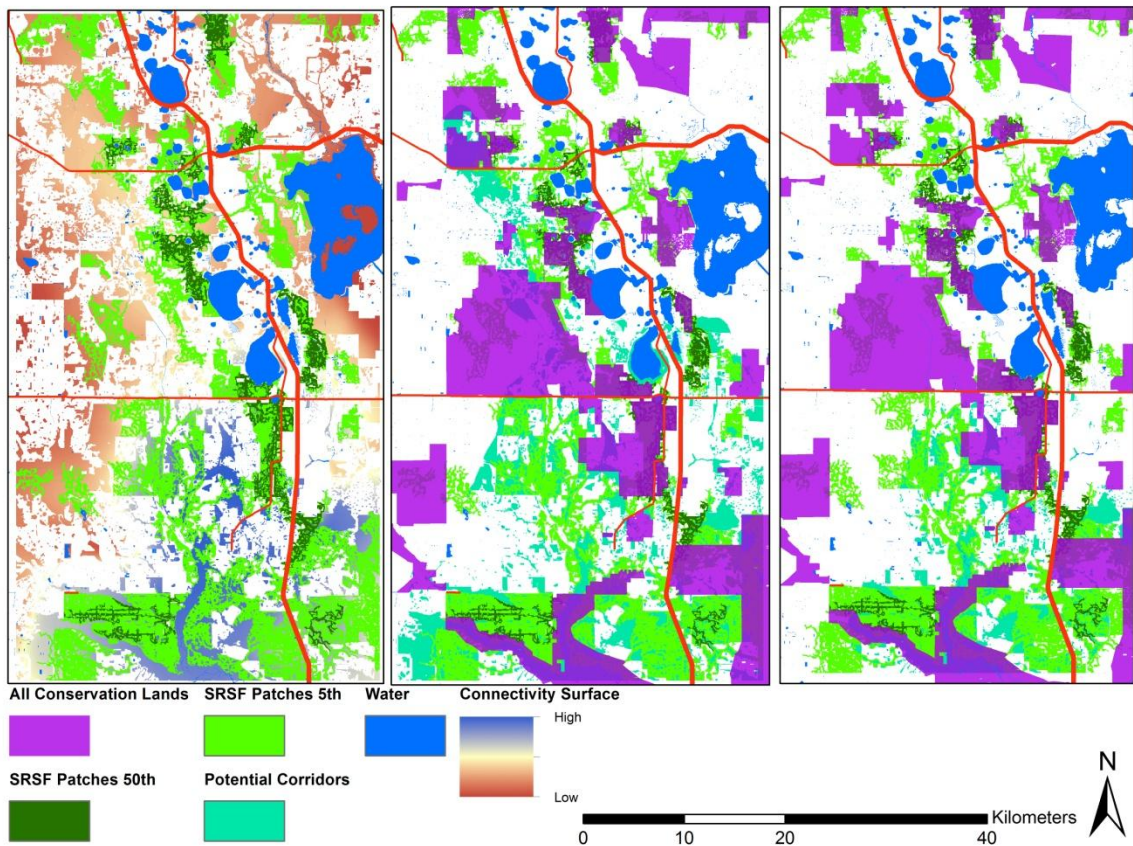 All Conservation Lands SRSF Patches 5th Water Connectivity Surface
High
SRSF Patches 50th Potential Corridors
Low
N
Kilometers
0 10 20 40